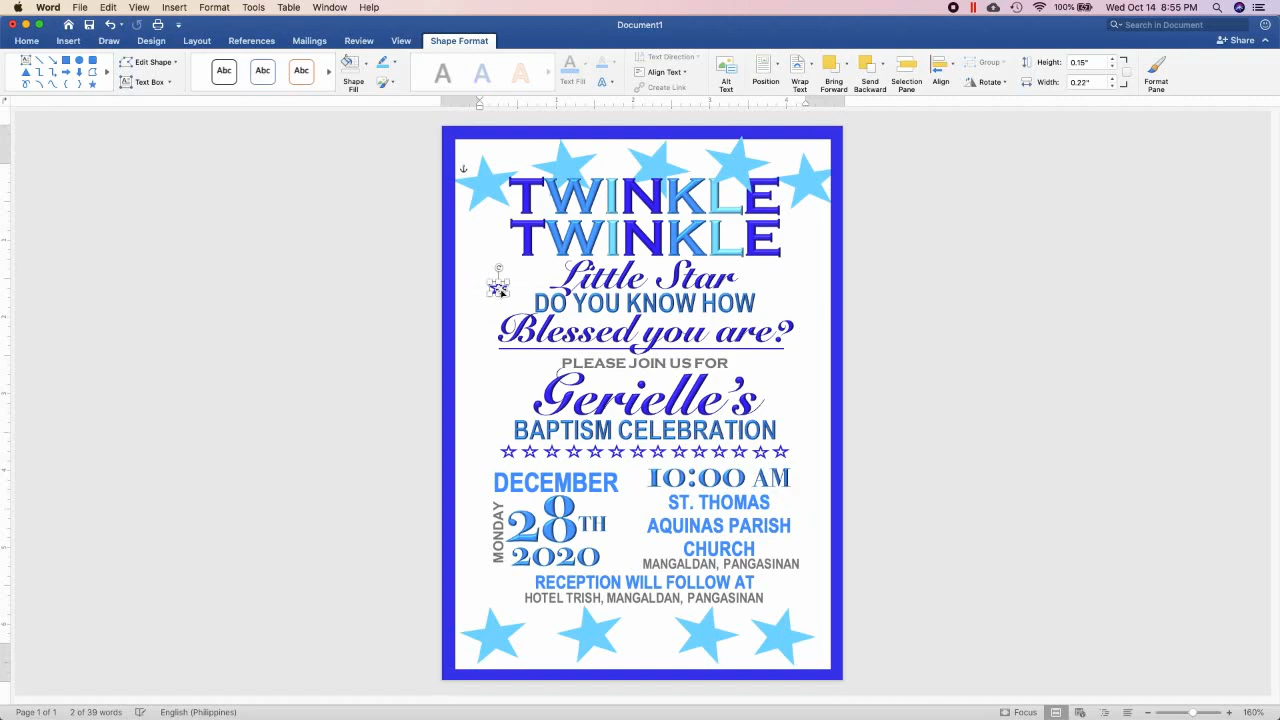 Word File Edit View Insert Format Tools Table Window Help
100% Wed Oct 14 8:55 PM
Document1
Search in Document
Home Insert Draw Design Layout References Mailings Review View Shape Format
Share
Edit Shape
Text Box
Abc Abc Abc
Shape Fill
A A A
Text Fill
Text Direction
Align Text
Create Link
Alt Text
Position
Wrap Text
Bring Forward
Send Backward
Selection Pane
Align
Group
Rotate
Height: 0.15"
Width: 0.22"
Format Pane
1 2 3 4
TWINKLE
TWINKLE
Little Star
DO YOU KNOW HOW
Blessed you are?
PLEASE JOIN US FOR
Gerielle's
BAPTISM CELEBRATION
DECEMBER
MONDAY
28TH
2020
10:00 AM
ST. THOMAS
AQUINAS PARISH
CHURCH
MANGALDAN, PANGASINAN
RECEPTION WILL FOLLOW AT
HOTEL TRISH, MANGALDAN, PANGASINAN
Page 1 of 1 2 of 39 words English (Philippines)
Focus
160%